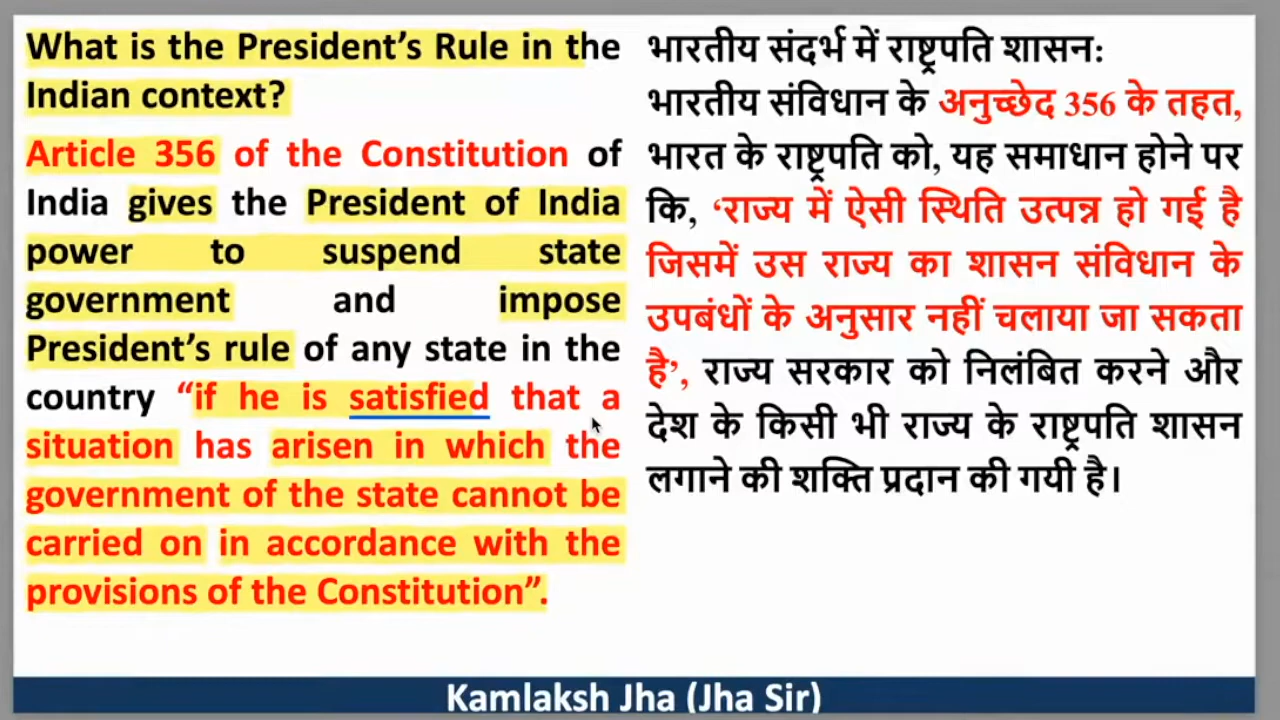 What is the President's Rule in the
Indian context?
Article 356 of the Constitution of
India gives the President of India
power to suspend state
government and impose
President's rule of any state in the
country “if he is satisfied that a
situation has arisen in which the
government of the state cannot be
carried on in accordance with the
provisions of the Constitution”.
भारतीय संदर्भ में राष्ट्रपति शासन:
भारतीय संविधान के अनुच्छेद 356 के तहत,
भारत के राष्ट्रपति को, यह समाधान होने पर
कि, ‘राज्य में ऐसी स्थिति उत्पन्न हो गई है
जिसमें उस राज्य का शासन संविधान के
उपबंधों के अनुसार नहीं चलाया जा सकता
है’, राज्य सरकार को निलंबित करने और
देश के किसी भी राज्य के राष्ट्रपति शासन
लगाने की शक्ति प्रदान की गयी है।
Kamlaksh Jha (Jha Sir)